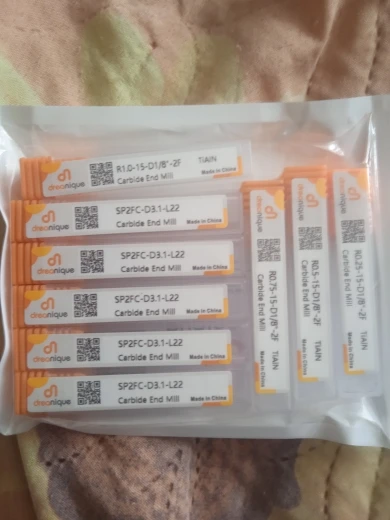 dreanique
R1.0-15-D1/8"-2F TiAlN
Carbide End Mill
Made in China
dreanique
SP2FC-D3.1-L22
Carbide End Mill
Made in China
dreanique
SP2FC-D3.1-L22
Carbide End Mill
Made in China
dreanique
SP2FC-D3.1-L22
Carbide End Mill
Made in China
dreanique
SP2FC-D3.1-L22
Carbide End Mill
Made in China
dreanique
SP2FC-D3.1-L22
Carbide End Mill
Made in China
dreanique
R0.75-15-D1/8"-2F TiAlN
Carbide End Mill
Made in China
dreanique
R0.5-15-D1/8"-2F TiAlN
Carbide End Mill
Made in China
dreanique
R0.25-15-D1/8"-2F TiAlN
Carbide End Mill
Made in China